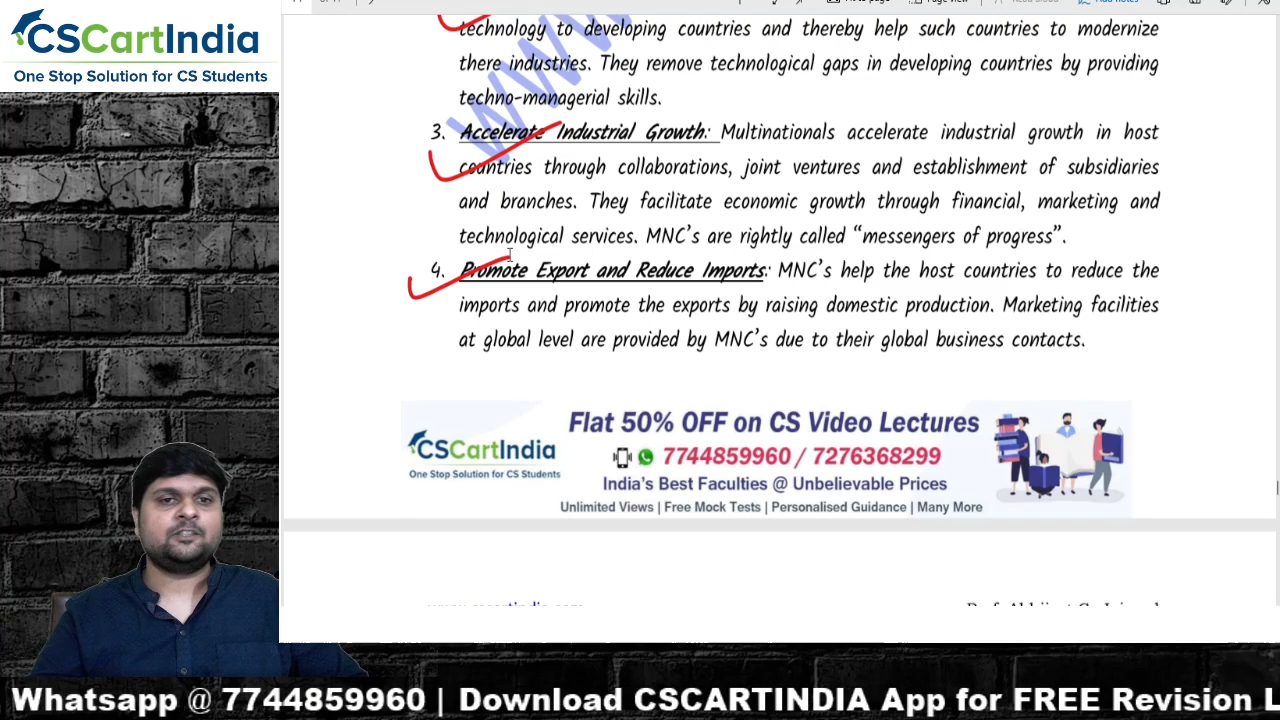 CSCartIndia
One Stop Solution for CS Students
technology to developing countries and thereby help such countries to modernize
there industries. They remove technological gaps in developing countries by providing
techno-managerial skills.
3. Accelerate Industrial Growth: Multinationals accelerate industrial growth in host
countries through collaborations, joint ventures and establishment of subsidiaries
and branches. They facilitate economic growth through financial, marketing and
technological services. MNC's are rightly called “messengers of progress”.
4. Promote Export and Reduce Imports: MNC's help the host countries to reduce the
imports and promote the exports by raising domestic production. Marketing facilities
at global level are provided by MNC's due to their global business contacts.
CSCartIndia
One Stop Solution for CS Students
Flat 50% OFF on CS Video Lectures
7744859960 / 7276368299
India's Best Faculties @ Unbelievable Prices
Unlimited Views | Free Mock Tests | Personalised Guidance | Many More
Whatsapp @ 7744859960 | Download CSCARTINDIA App for FREE Revision L